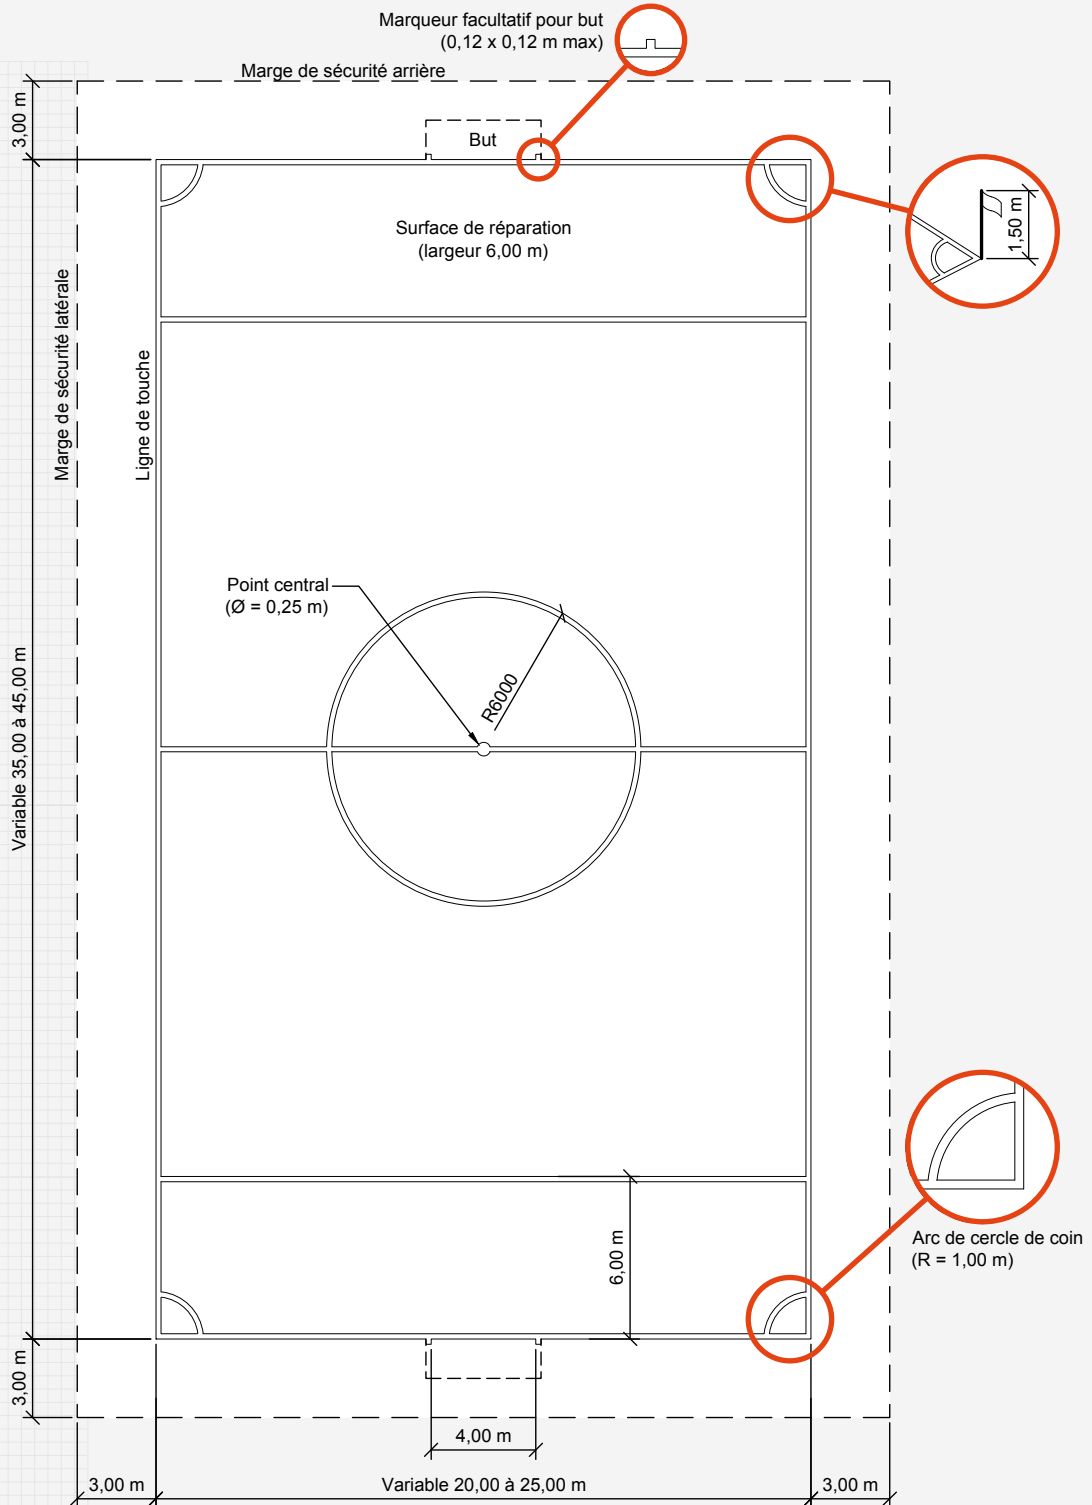 Marqueur facultatif pour but
(0,12 x 0,12 m max)
Marge de sécurité arrière
3,00 m
But
Surface de réparation
(largeur 6,00 m)
1,50 m
Marge de sécurité latérale
Ligne de touche
Point central
(Ø = 0,25 m)
R6000
Variable 35,00 à 45,00 m
6,00 m
Arc de cercle de coin
(R = 1,00 m)
3,00 m
4,00 m
3,00 m
Variable 20,00 à 25,00 m
3,00 m